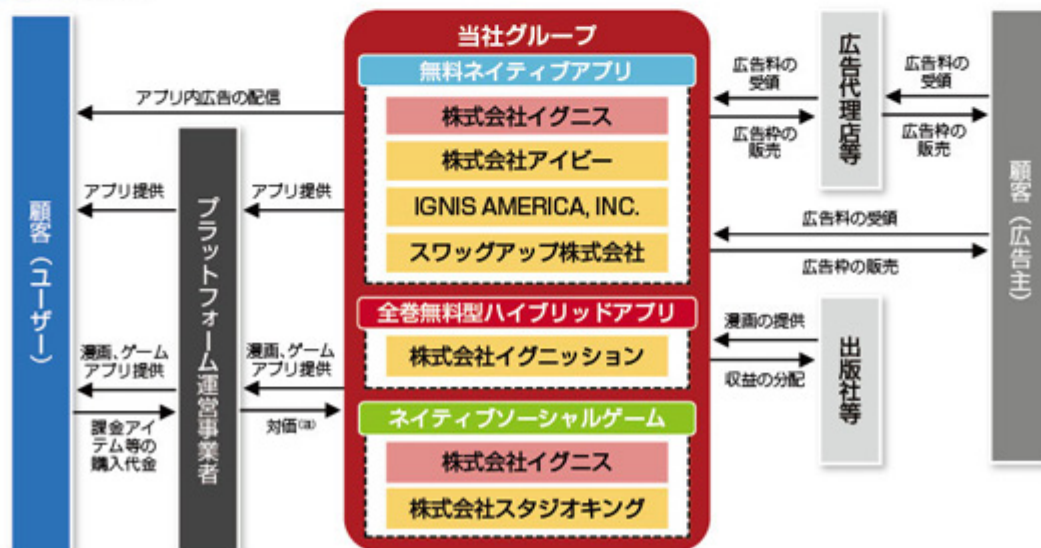 当社グループ
無料ネイティブアプリ
株式会社イグニス
株式会社アイビー
IGNIS AMERICA, INC.
スワッグアップ株式会社
全巻無料型ハイブリッドアプリ
株式会社イグニッション
ネイティブソーシャルゲーム
株式会社イグニス
株式会社スタジオキング
顧客（ユーザー）
プラットフォーム運営事業者
アプリ内広告の配信
アプリ提供
アプリ提供
漫画、ゲーム
アプリ提供
漫画、ゲーム
アプリ提供
課金アイ
テム等の
購入代金
対価(注)
広告料の
受領
広告枠の
販売
広告代理店等
広告料の
受領
広告枠の
販売
広告料の受領
広告枠の販売
漫画の提供
収益の分配
出版社等
顧客（広告主）